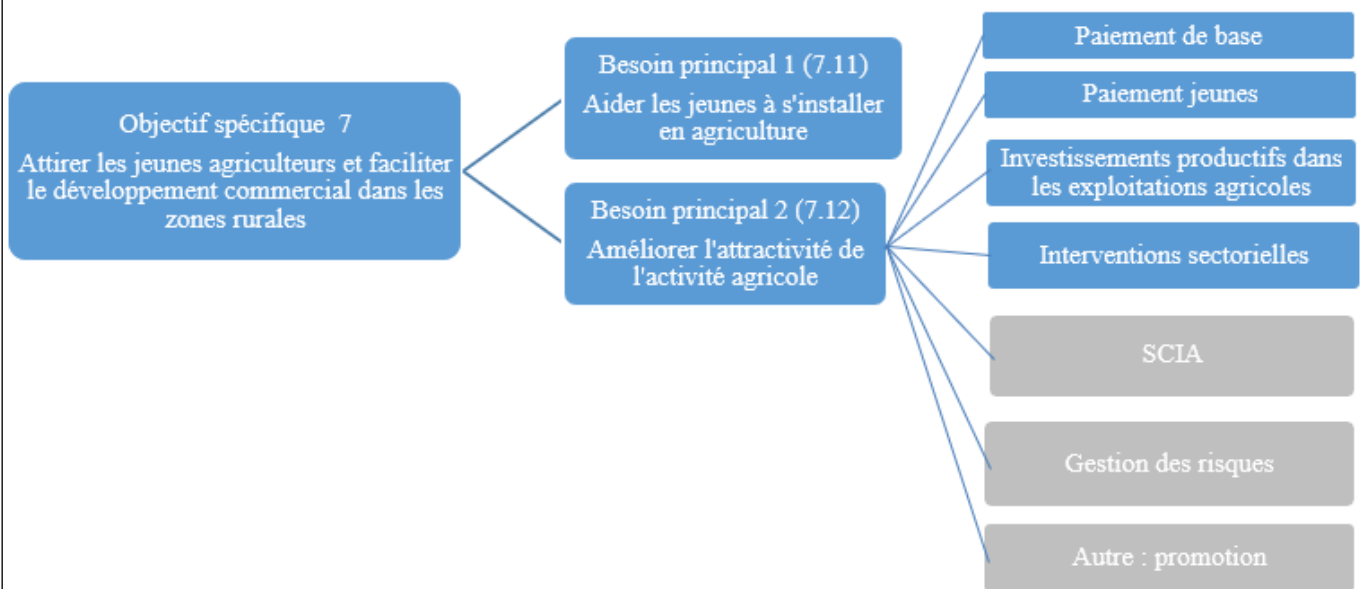 Objectif spécifique 7
Attirer les jeunes agriculteurs et faciliter
le développement commercial dans les
zones rurales
Besoin principal 1 (7.11)
Aider les jeunes à s'installer
en agriculture
Besoin principal 2 (7.12)
Améliorer l'attractivité de
l'activité agricole
Paiement de base
Paiement jeunes
Investissements productifs dans
les exploitations agricoles
Interventions sectorielles
SCIA
Gestion des risques
Autre : promotion